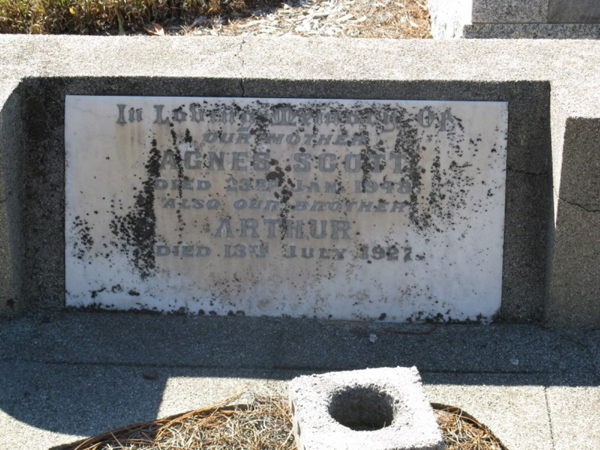 In Loving Memory Of
OUR MOTHER
AGNES SCOTT
DIED 23RD JAN. 1948
ALSO OUR BROTHER
ARTHUR
DIED 13TH JULY 1927.